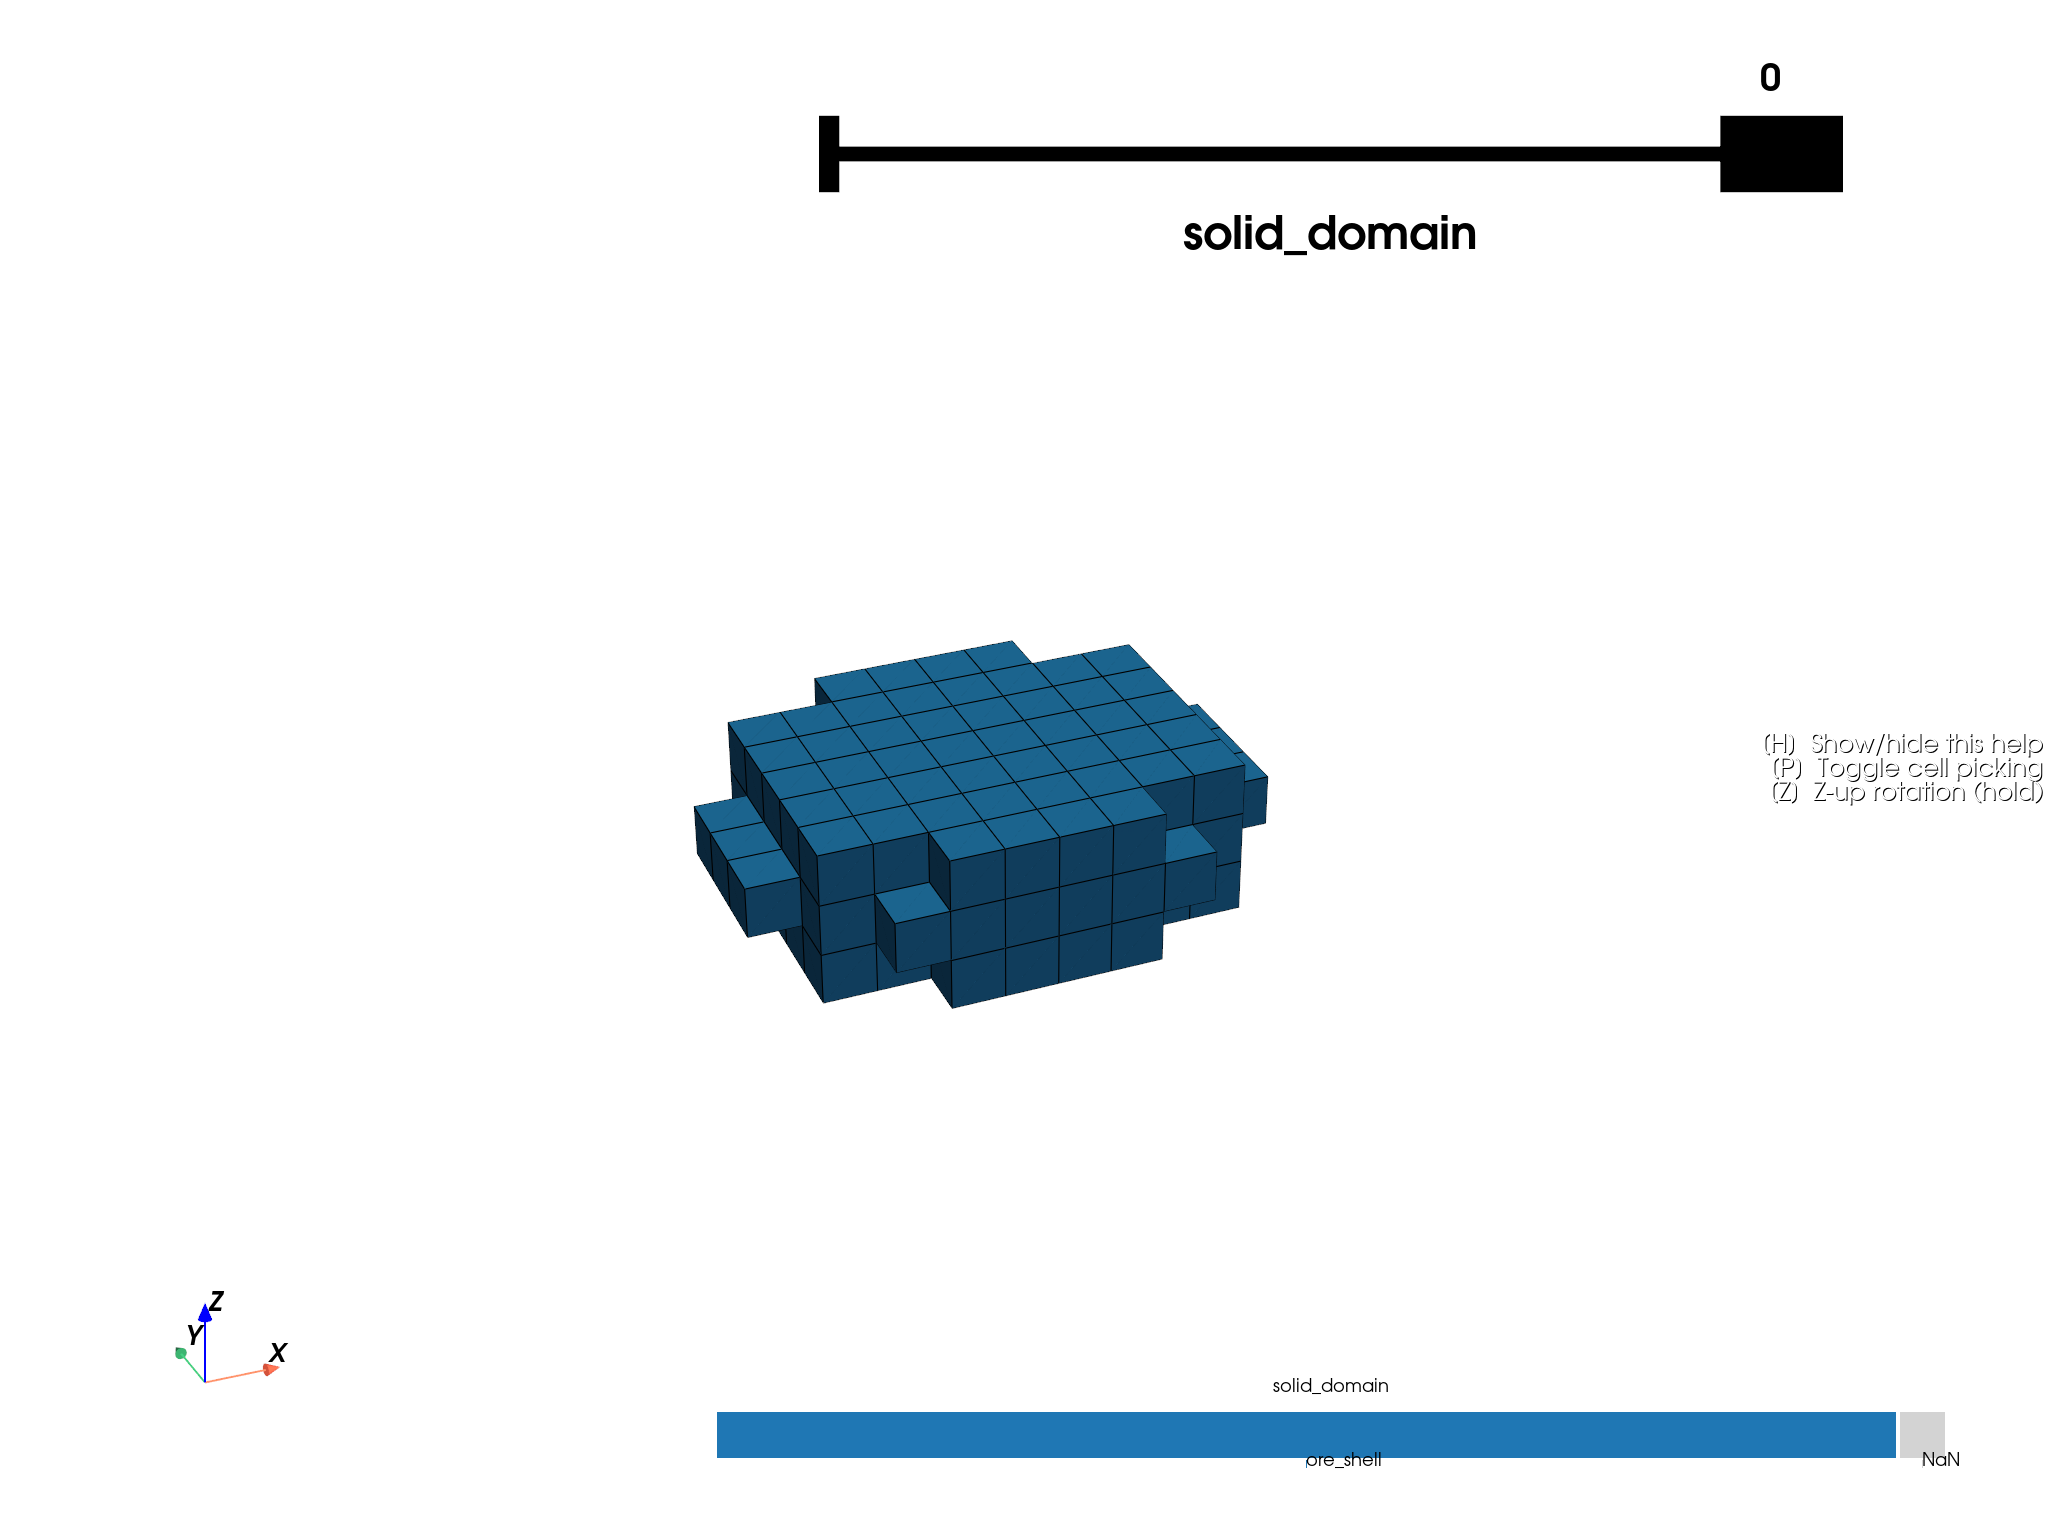 0
solid_domain
(H) Show/hide this help
(P) Toggle cell picking
(Z) Z-up rotation (hold)
Z
Y
X
solid_domain
ore_shell
NaN